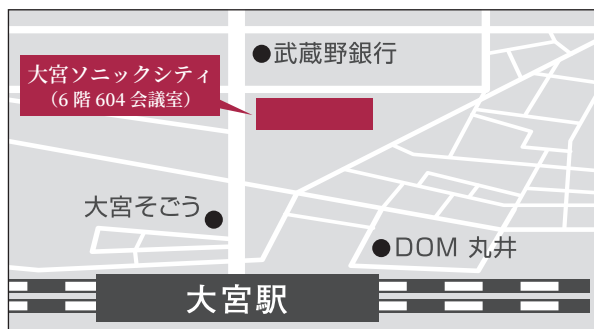 武蔵野銀行
大宮ソニックシティ
（6 階 604 会議室）
大宮そごう
DOM 丸井
大宮駅